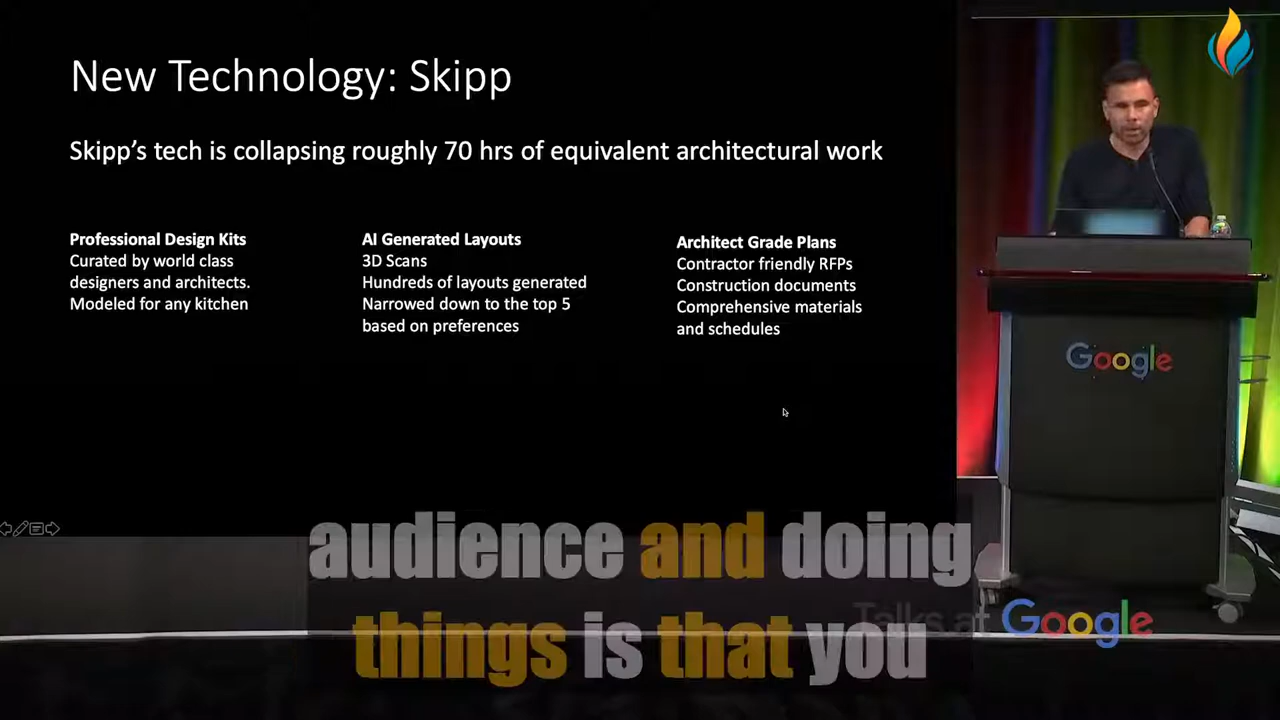 New Technology: Skipp
Skipp's tech is collapsing roughly 70 hrs of equivalent architectural work
Professional Design Kits
Curated by world class
designers and architects.
Modeled for any kitchen
AI Generated Layouts
3D Scans
Hundreds of layouts generated
Narrowed down to the top 5
based on preferences
Architect Grade Plans
Contractor friendly RFPs
Construction documents
Comprehensive materials
and schedules
Google
audience and doing
things is that you
Talks at Google